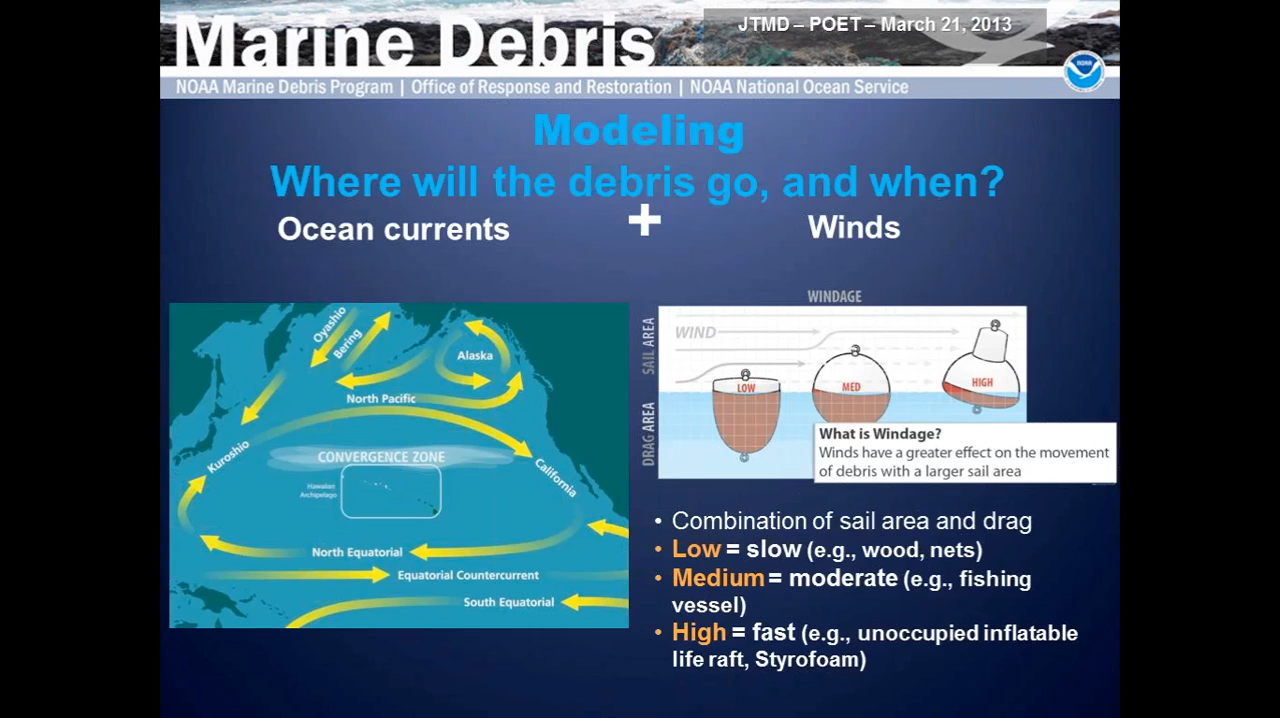 Marine Debris
JTMD – POET – March 21, 2013
NOAA
NOAA Marine Debris Program | Office of Response and Restoration | NOAA National Ocean Service
Modeling
Where will the debris go, and when?
Ocean currents
+
Winds
Oyashio
Bering
Alaska
North Pacific
Kuroshio
CONVERGENCE ZONE
California
Hawaiian
Archipelago
North Equatorial
Equatorial Countercurrent
South Equatorial
WINDAGE
SAIL AREA
DRAG AREA
WIND
LOW
MED
HIGH
What is Windage?
Winds have a greater effect on the movement
of debris with a larger sail area
• Combination of sail area and drag
• Low = slow (e.g., wood, nets)
• Medium = moderate (e.g., fishing
vessel)
• High = fast (e.g., unoccupied inflatable
life raft, Styrofoam)